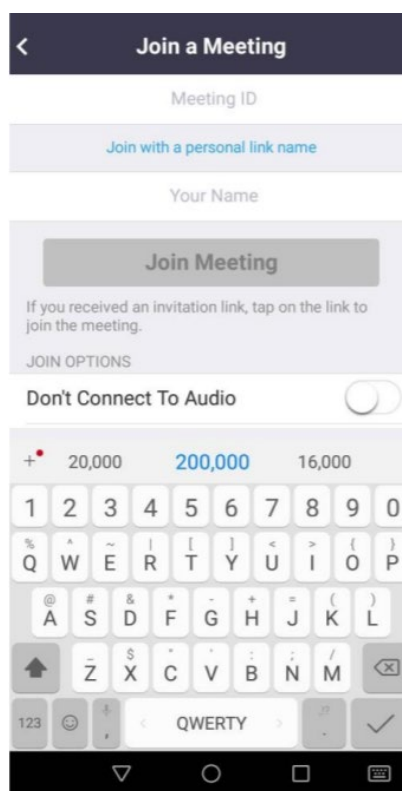 Join a Meeting
Meeting ID
Join with a personal link name
Your Name
Join Meeting
If you received an invitation link, tap on the link to
join the meeting.
JOIN OPTIONS
Don't Connect To Audio
+ 20,000 200,000 16,000
1 2 3 4 5 6 7 8 9 0
% ^ ~ | [ ] < > { }
Q W E R T Y U I O P
@ # & * - + = ( )
A S D F G H J K L
_ $ " ' : ; /
Z X C V B N M
123 , QWERTY .